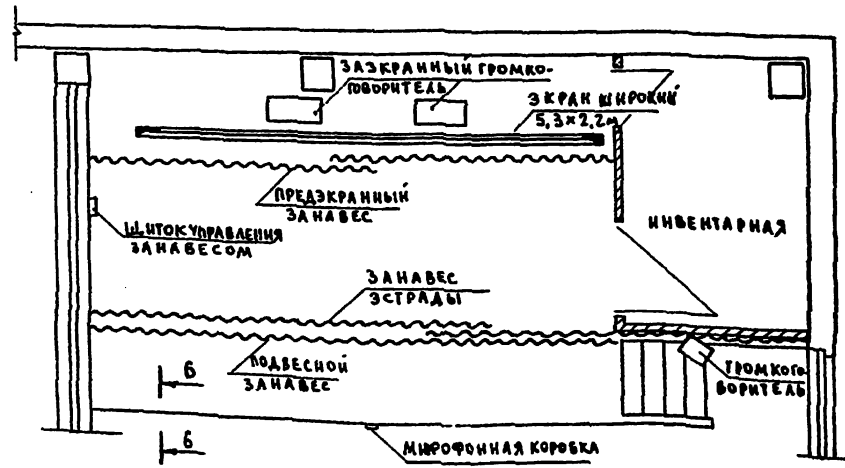 ЗАЭКРАННЫЙ ГРОМКО-
ГОВОРИТЕЛЬ
ЭКРАН ШИРОКИЙ
5,3×2,2м
ПРЕДЭКРАННЫЙ
ЗАНАВЕС
ЩИТОК УПРАВЛЕНИЯ
ЗАНАВЕСОМ
ИНВЕНТАРНАЯ
ЗАНАВЕС
ЭСТРАДЫ
ПОДВЕСНОЙ
ЗАНАВЕС
ГРОМКОГО-
ВОРИТЕЛЬ
Б
Б
МИРОФОННАЯ КОРОБКА